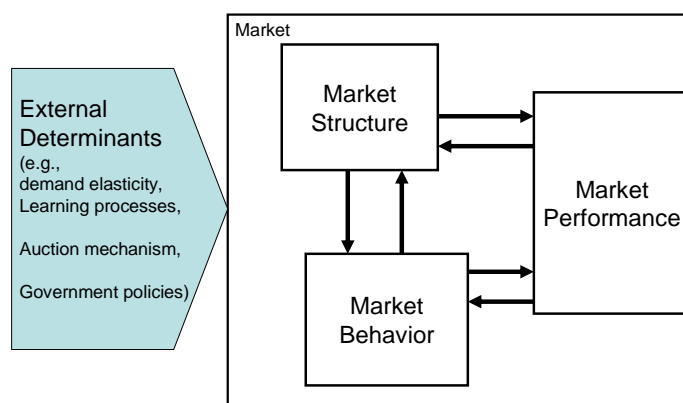 Market
External
Determinants
(e.g.,
demand elasticity,
Learning processes,
Auction mechanism,
Government policies)
Market
Structure
Market
Performance
Market
Behavior